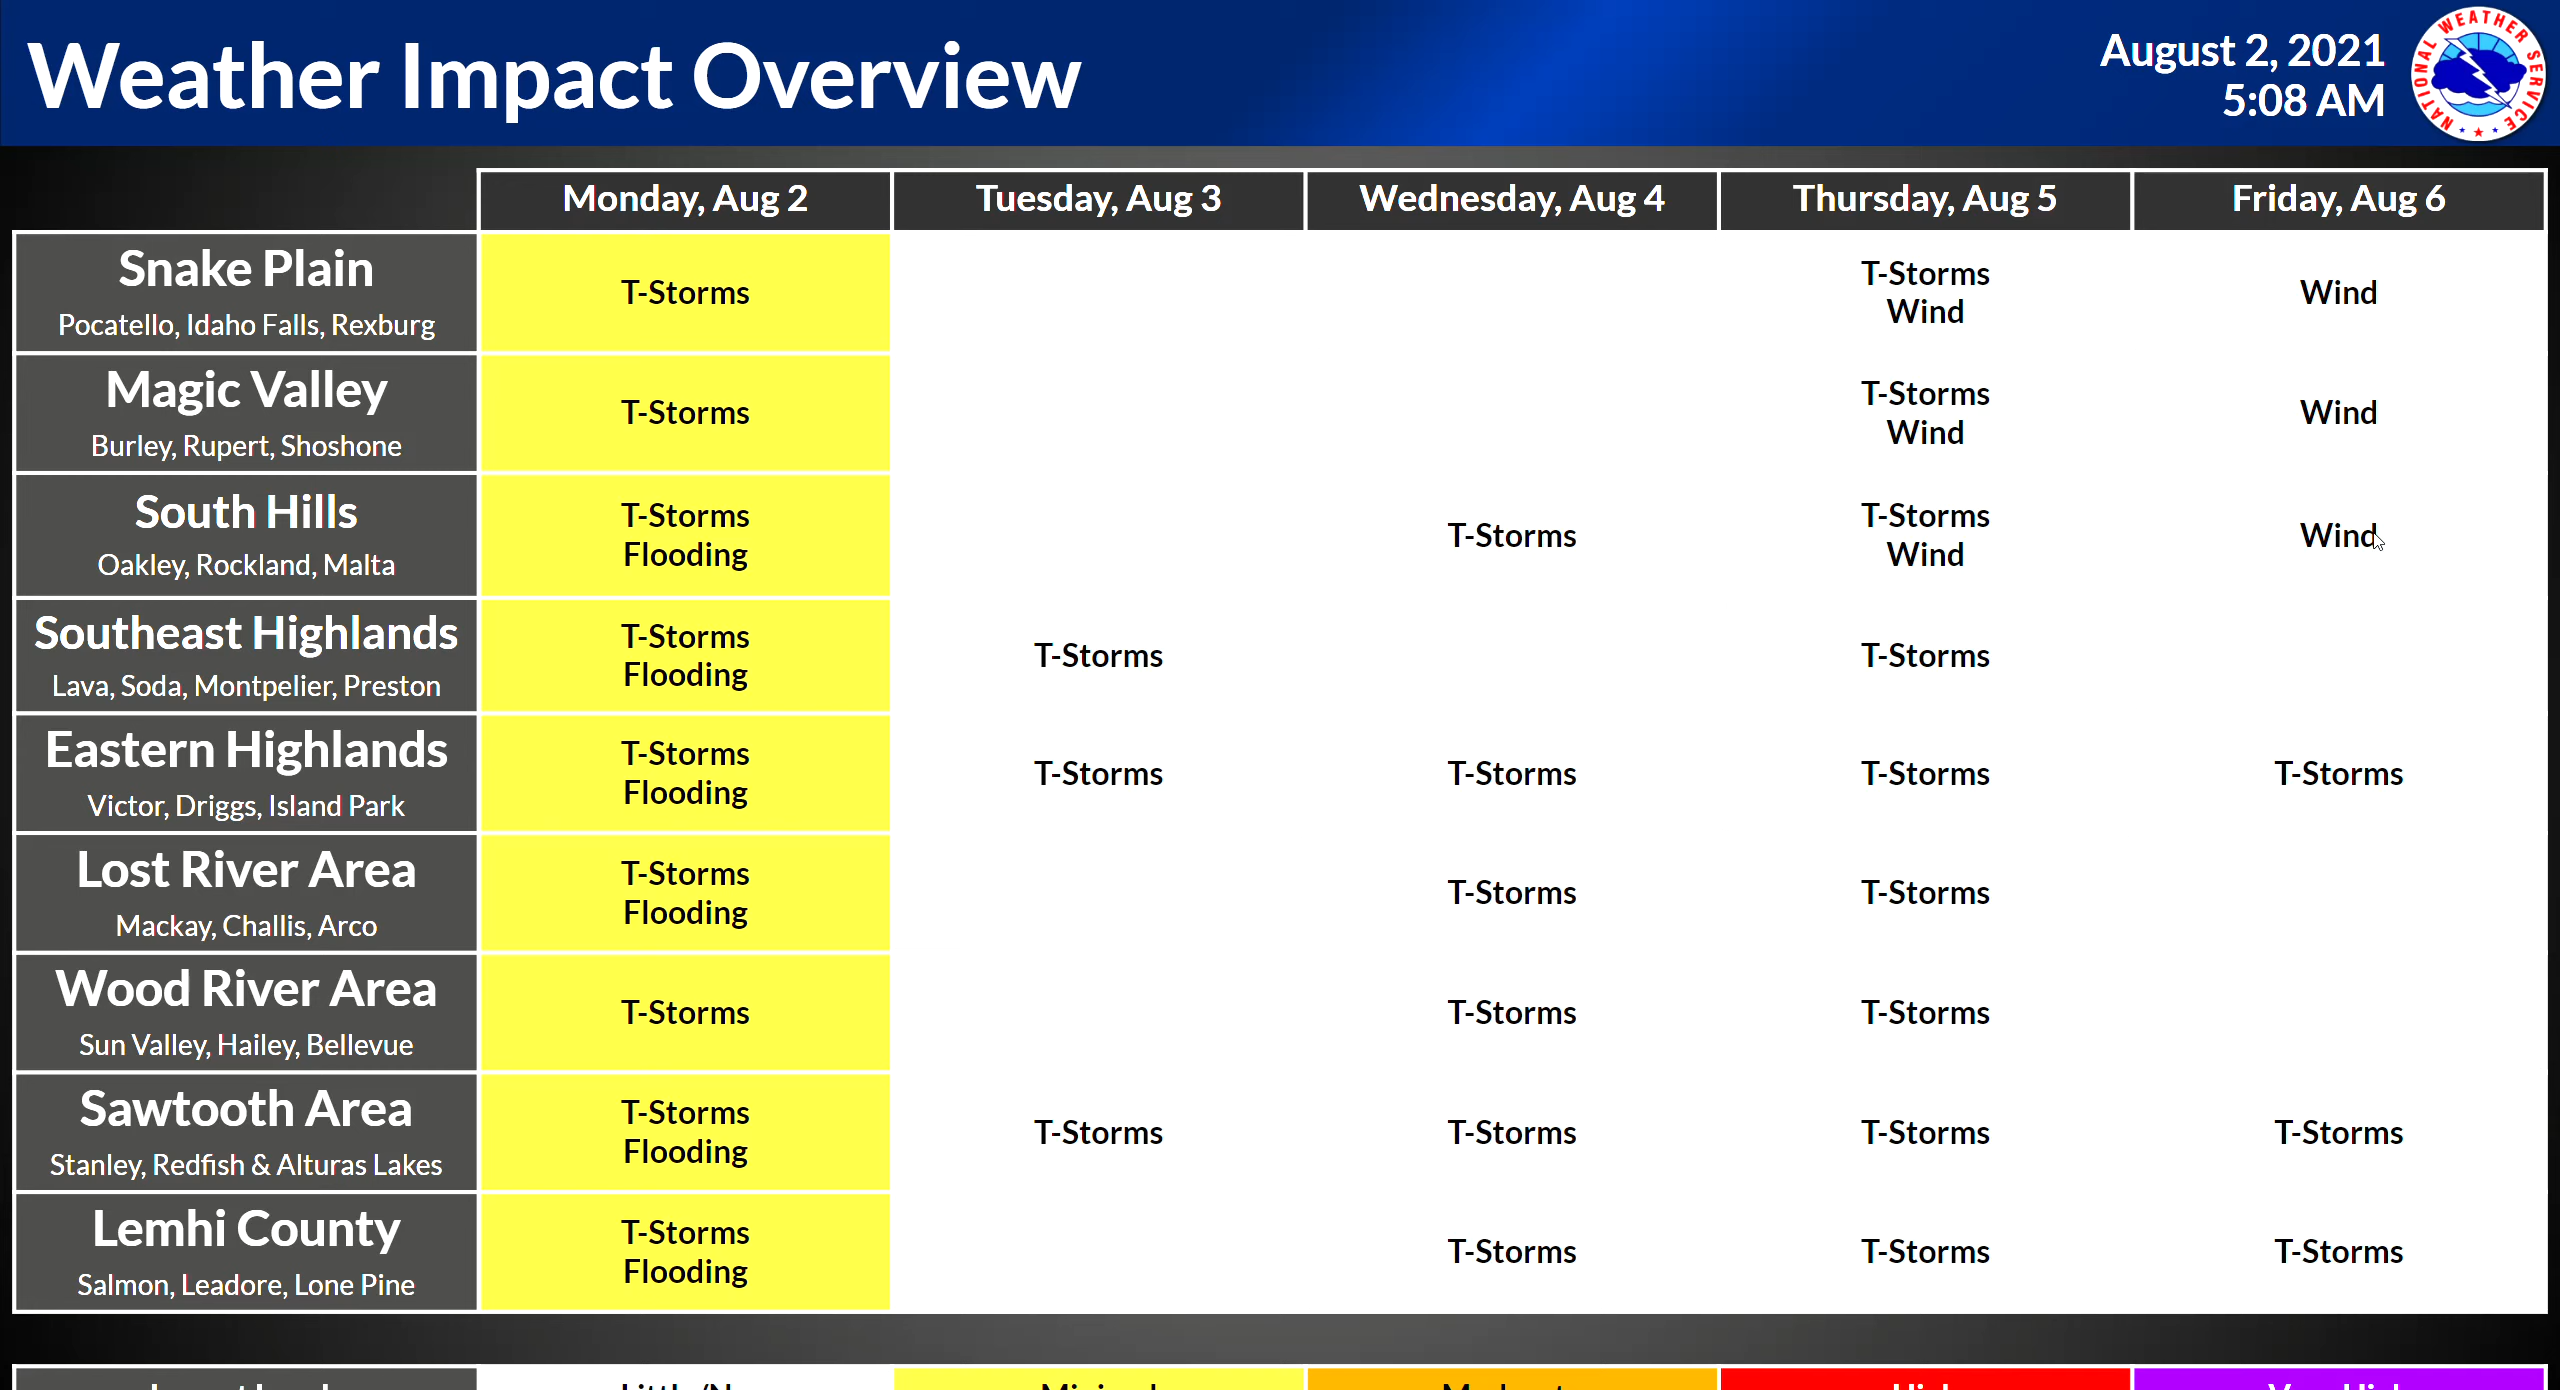 Weather Impact Overview
August 2, 2021
5:08 AM
NATIONAL WEATHER SERVICE
Monday, Aug 2
Tuesday, Aug 3
Wednesday, Aug 4
Thursday, Aug 5
Friday, Aug 6
Snake Plain
Pocatello, Idaho Falls, Rexburg
T-Storms
T-Storms
Wind
Wind
Magic Valley
Burley, Rupert, Shoshone
T-Storms
T-Storms
Wind
Wind
South Hills
Oakley, Rockland, Malta
T-Storms
Flooding
T-Storms
T-Storms
Wind
Wind
Southeast Highlands
Lava, Soda, Montpelier, Preston
T-Storms
Flooding
T-Storms
T-Storms
Eastern Highlands
Victor, Driggs, Island Park
T-Storms
Flooding
T-Storms
T-Storms
T-Storms
T-Storms
Lost River Area
Mackay, Challis, Arco
T-Storms
Flooding
T-Storms
T-Storms
Wood River Area
Sun Valley, Hailey, Bellevue
T-Storms
T-Storms
T-Storms
Sawtooth Area
Stanley, Redfish & Alturas Lakes
T-Storms
Flooding
T-Storms
T-Storms
T-Storms
T-Storms
Lemhi County
Salmon, Leadore, Lone Pine
T-Storms
Flooding
T-Storms
T-Storms
T-Storms